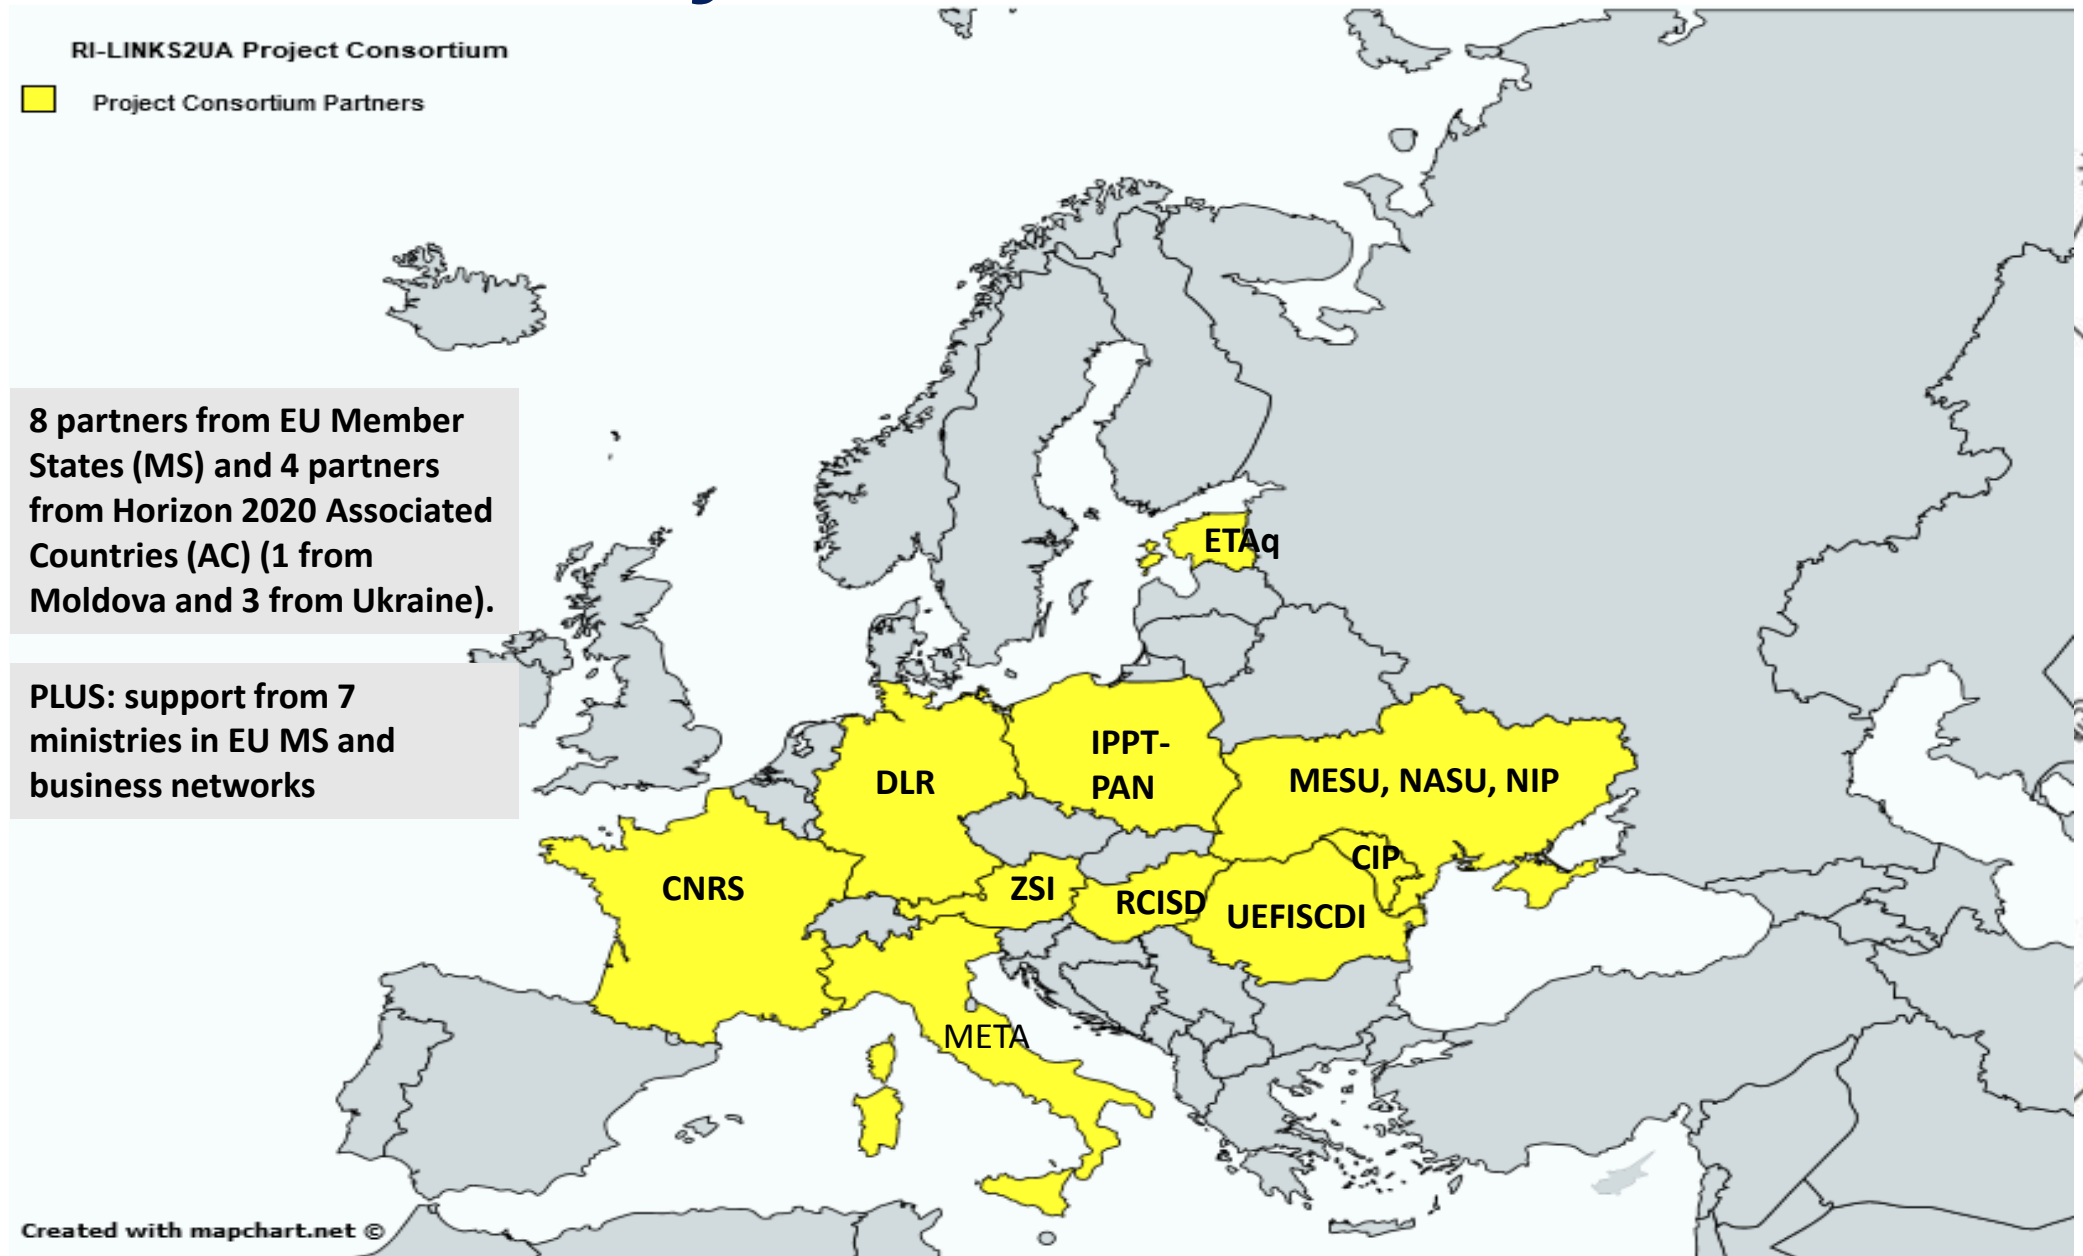 RI-LINKS2UA Project Consortium
Project Consortium Partners
8 partners from EU Member
States (MS) and 4 partners
from Horizon 2020 Associated
Countries (AC) (1 from
Moldova and 3 from Ukraine).
PLUS: support from 7
ministries in EU MS and
business networks
ETAq
IPPT-
PAN
DLR
MESU, NASU, NIP
CIP
CNRS
ZSI
RCISD
UEFISCDI
META
Created with mapchart.net ©